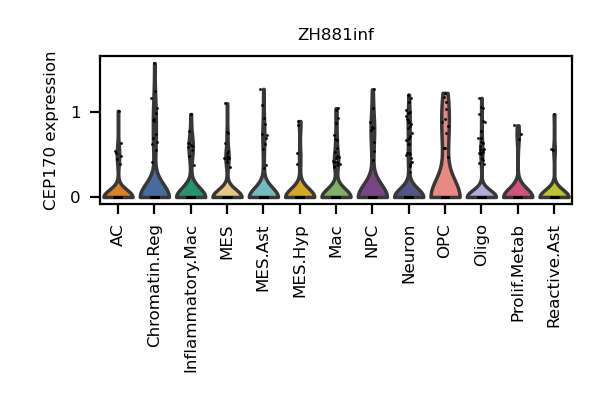 ZH881inf
CEP170 expression
1
0
AC
Chromatin.Reg
Inflammatory.Mac
MES
MES.Ast
MES.Hyp
Mac
NPC
Neuron
OPC
Oligo
Prolif.Metab
Reactive.Ast